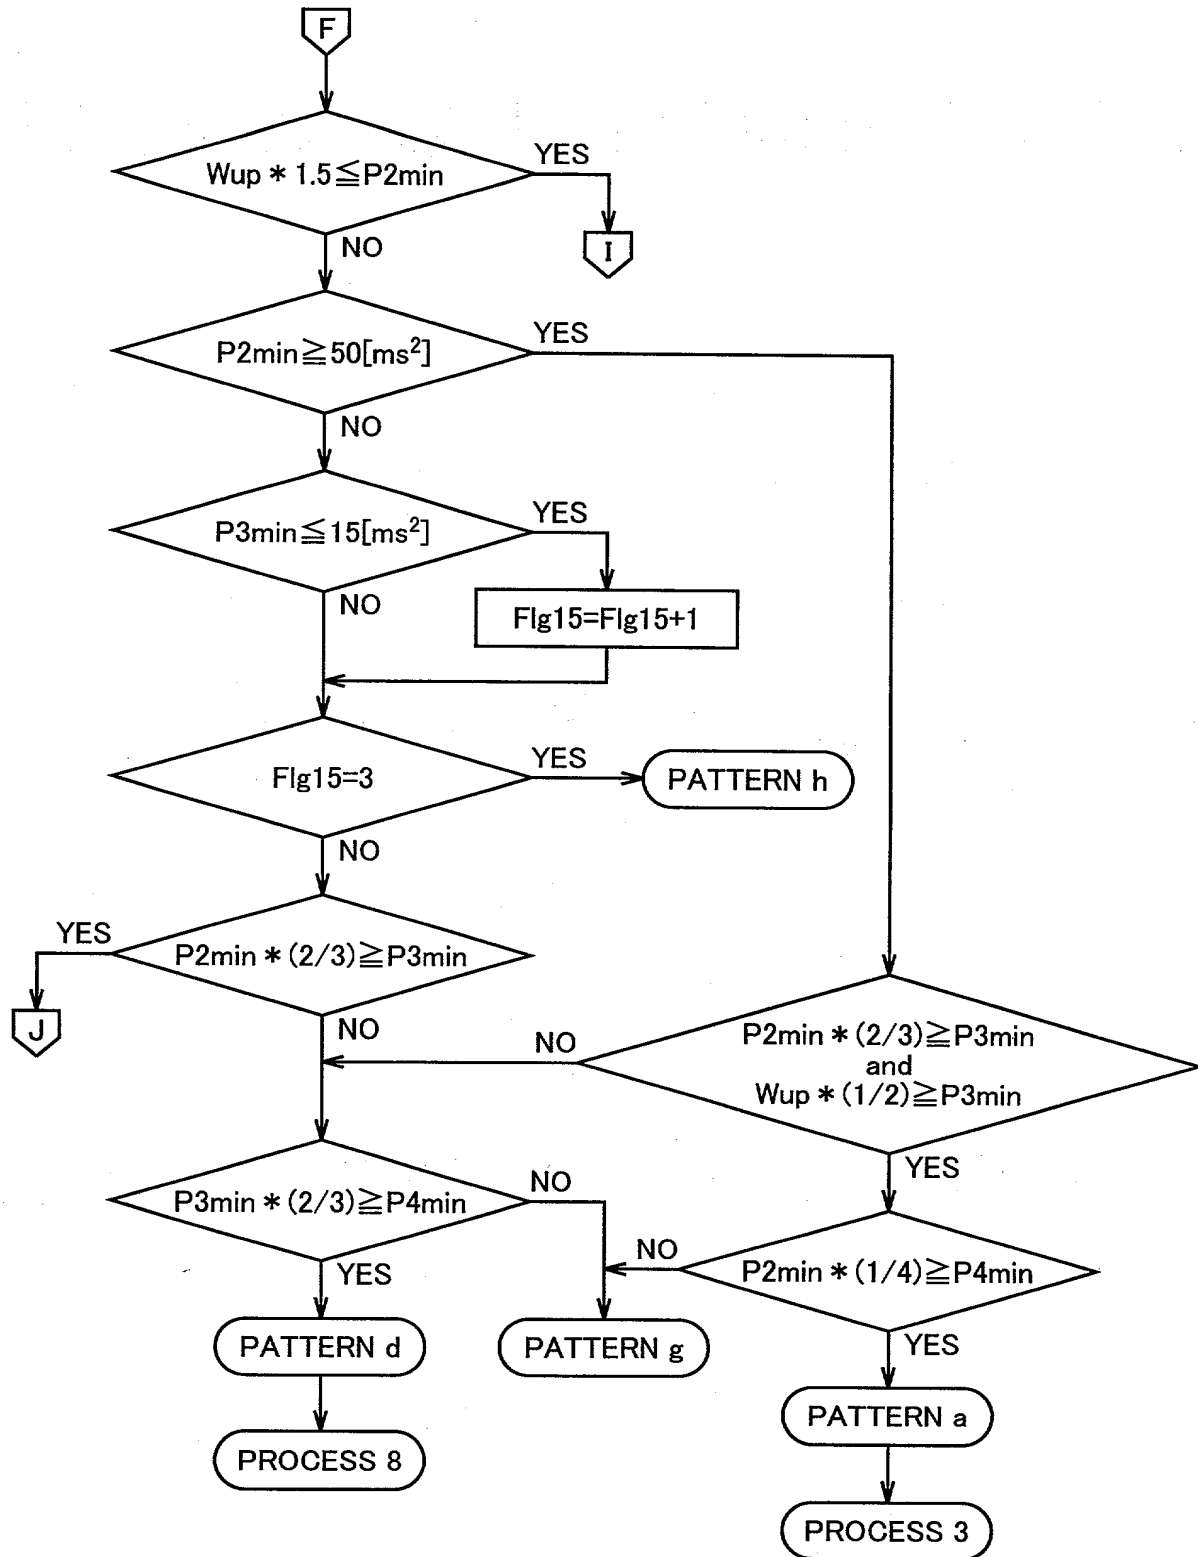 F
Wup * 1.5≦P2min
YES
I
NO
P2min≧50[ms²]
YES
NO
P3min≦15[ms²]
YES
Flg15=Flg15+1
NO
Flg15=3
YES
PATTERN h
NO
P2min * (2/3)≧P3min
YES
J
NO
P2min * (2/3)≧P3min
and
Wup * (1/2)≧P3min
NO
YES
P3min * (2/3)≧P4min
NO
YES
P2min * (1/4)≧P4min
NO
YES
PATTERN d
PATTERN g
PATTERN a
PROCESS 8
PROCESS 3